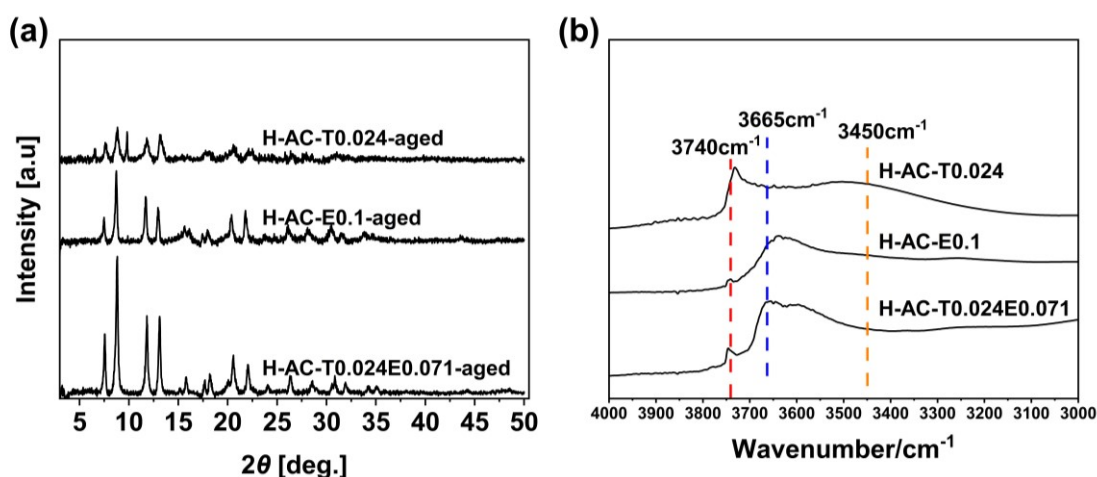 (a)
Intensity [a.u]
H-AC-T0.024-aged
H-AC-E0.1-aged
H-AC-T0.024E0.071-aged
5 10 15 20 25 30 35 40 45 50
2θ [deg.]
(b)
3740cm⁻¹
3665cm⁻¹
3450cm⁻¹
H-AC-T0.024
H-AC-E0.1
H-AC-T0.024E0.071
4000 3900 3800 3700 3600 3500 3400 3300 3200 3100 3000
Wavenumber/cm⁻¹